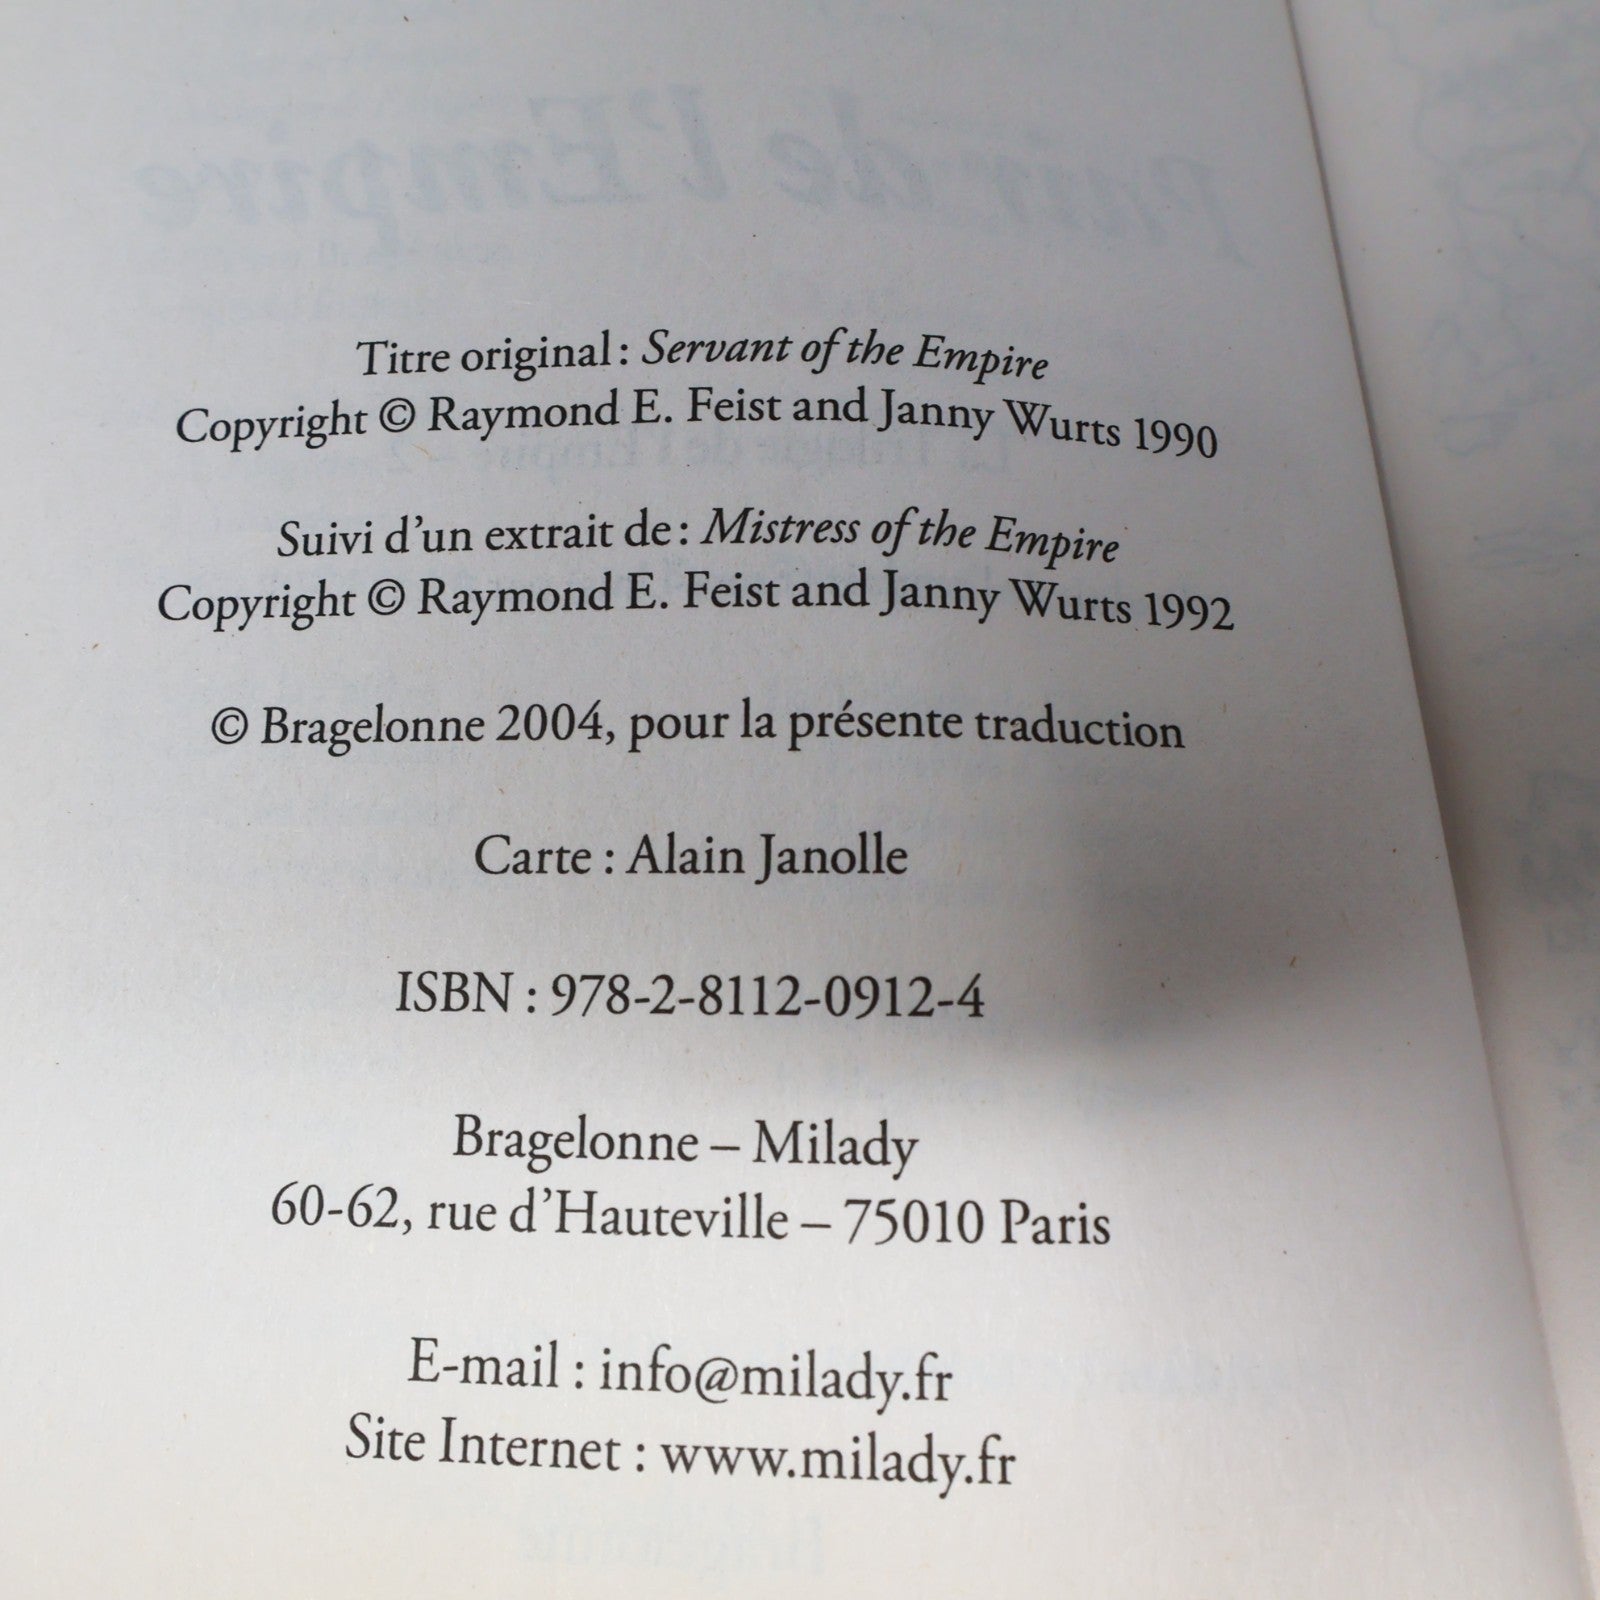 Titre original : Servant of the Empire
Copyright © Raymond E. Feist and Janny Wurts 1990
Suivi d'un extrait de : Mistress of the Empire
Copyright © Raymond E. Feist and Janny Wurts 1992
© Bragelonne 2004, pour la présente traduction
Carte : Alain Janolle
ISBN : 978-2-8112-0912-4
Bragelonne – Milady
60-62, rue d'Hauteville – 75010 Paris
E-mail : info@milady.fr
Site Internet : www.milady.fr